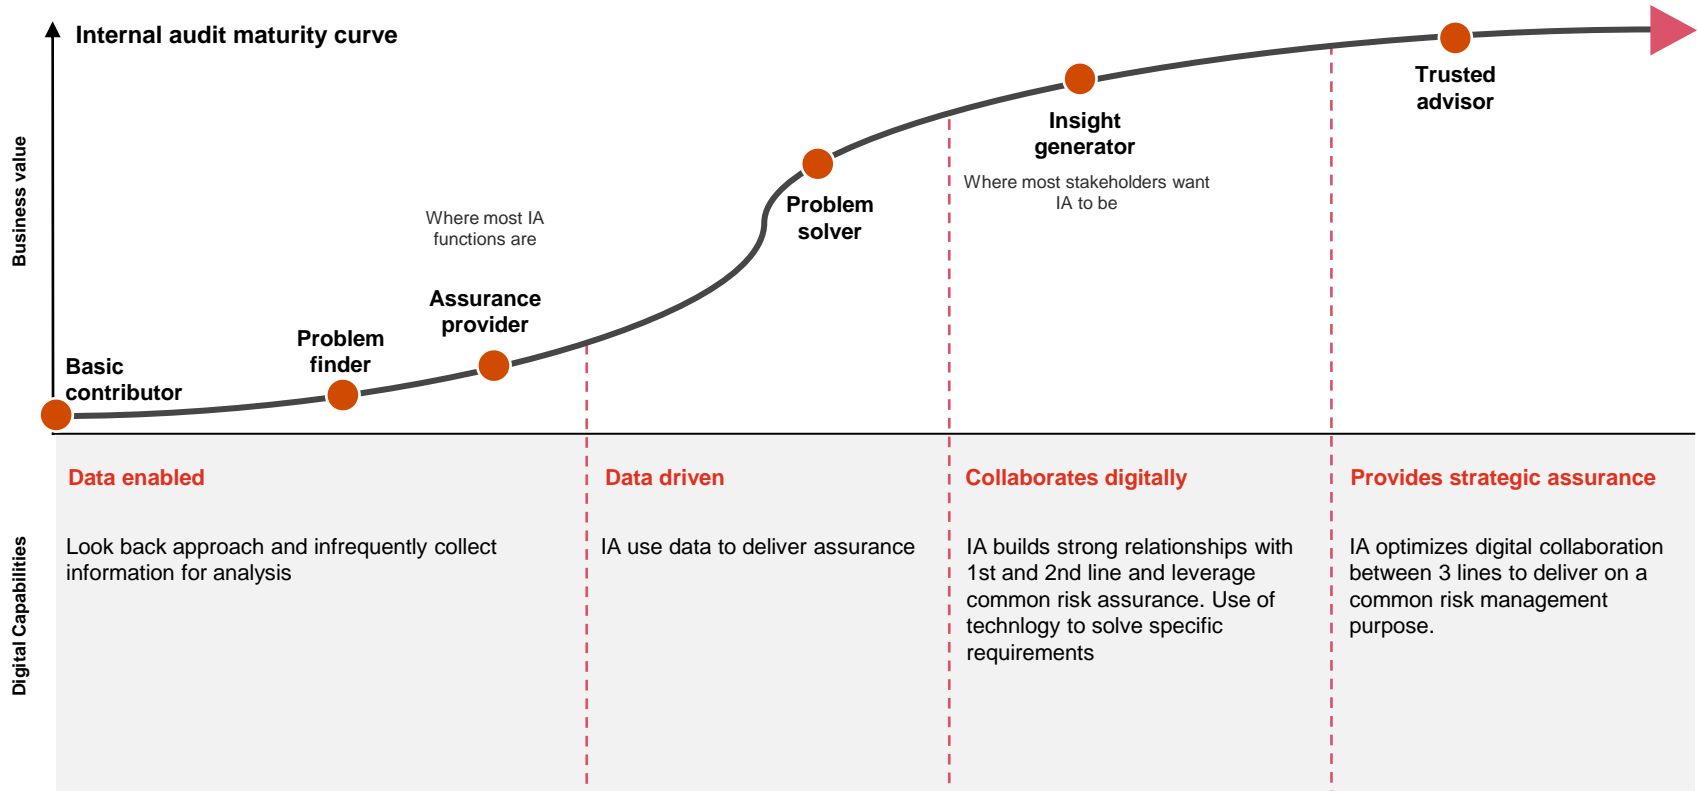 Internal audit maturity curve
Business value
Basic
contributor
Problem
finder
Where most IA
functions are
Assurance
provider
Problem
solver
Insight
generator
Where most stakeholders want
IA to be
Trusted
advisor
Digital Capabilities
Data enabled
Look back approach and infrequently collect
information for analysis
Data driven
IA use data to deliver assurance
Collaborates digitally
IA builds strong relationships with
1st and 2nd line and leverage
common risk assurance. Use of
technlogy to solve specific
requirements
Provides strategic assurance
IA optimizes digital collaboration
between 3 lines to deliver on a
common risk management
purpose.